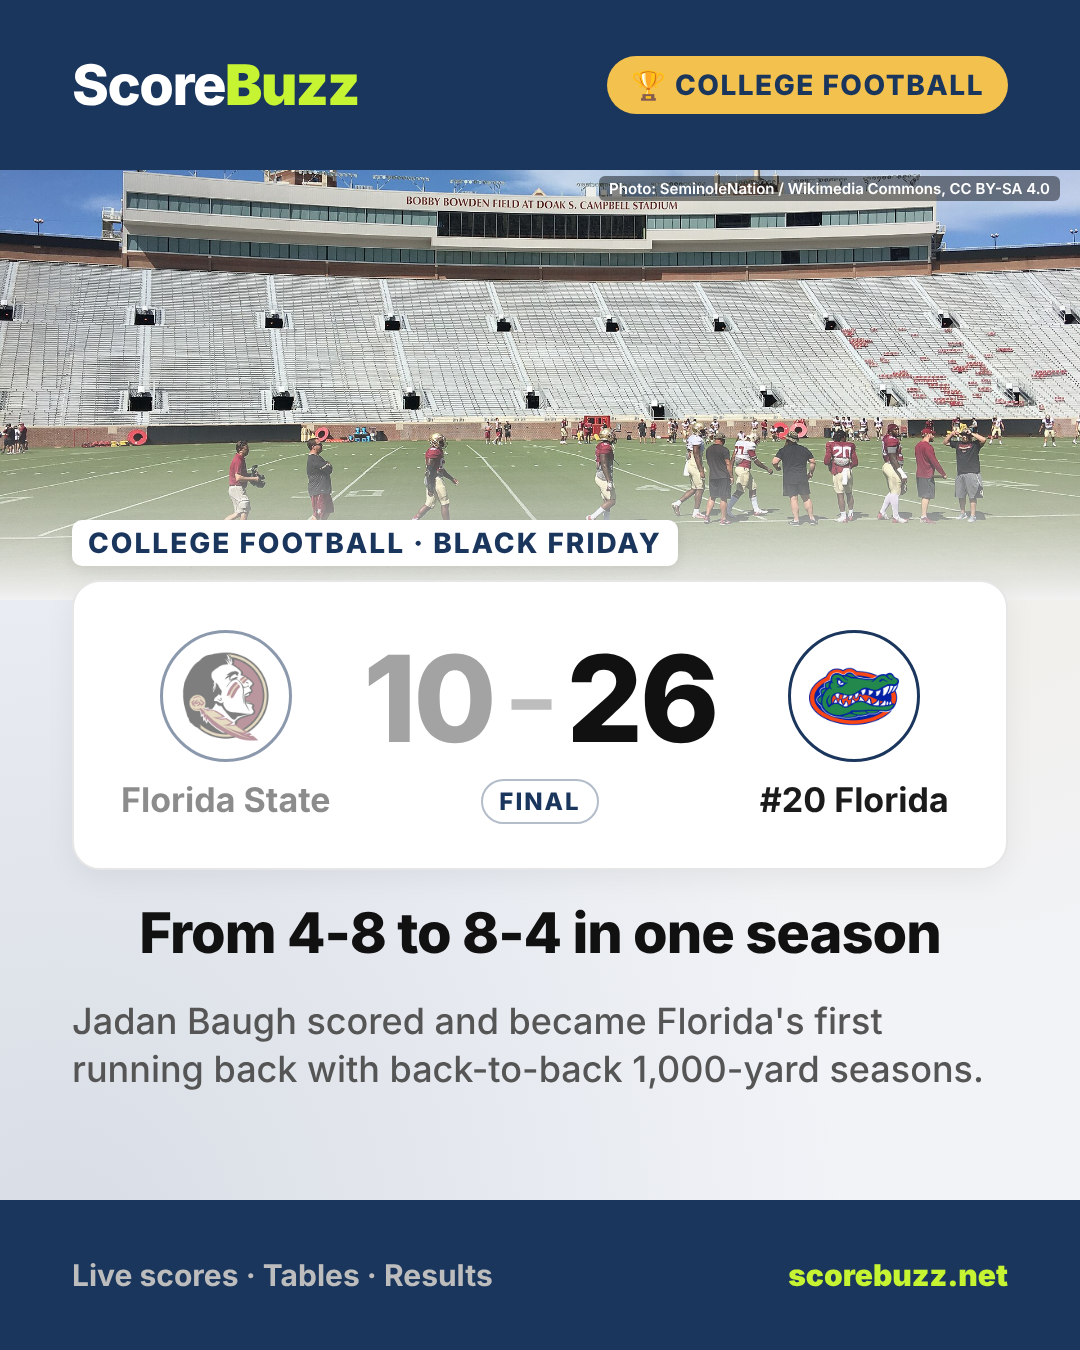 ScoreBuzz
🏆 COLLEGE FOOTBALL
Photo: SeminoleNation / Wikimedia Commons, CC BY-SA 4.0
BOBBY BOWDEN FIELD AT DOAK S. CAMPBELL STADIUM
20
COLLEGE FOOTBALL · BLACK FRIDAY
10 - 26
Florida State
FINAL
#20 Florida
From 4-8 to 8-4 in one season
Jadan Baugh scored and became Florida's first
running back with back-to-back 1,000-yard seasons.
Live scores · Tables · Results
scorebuzz.net